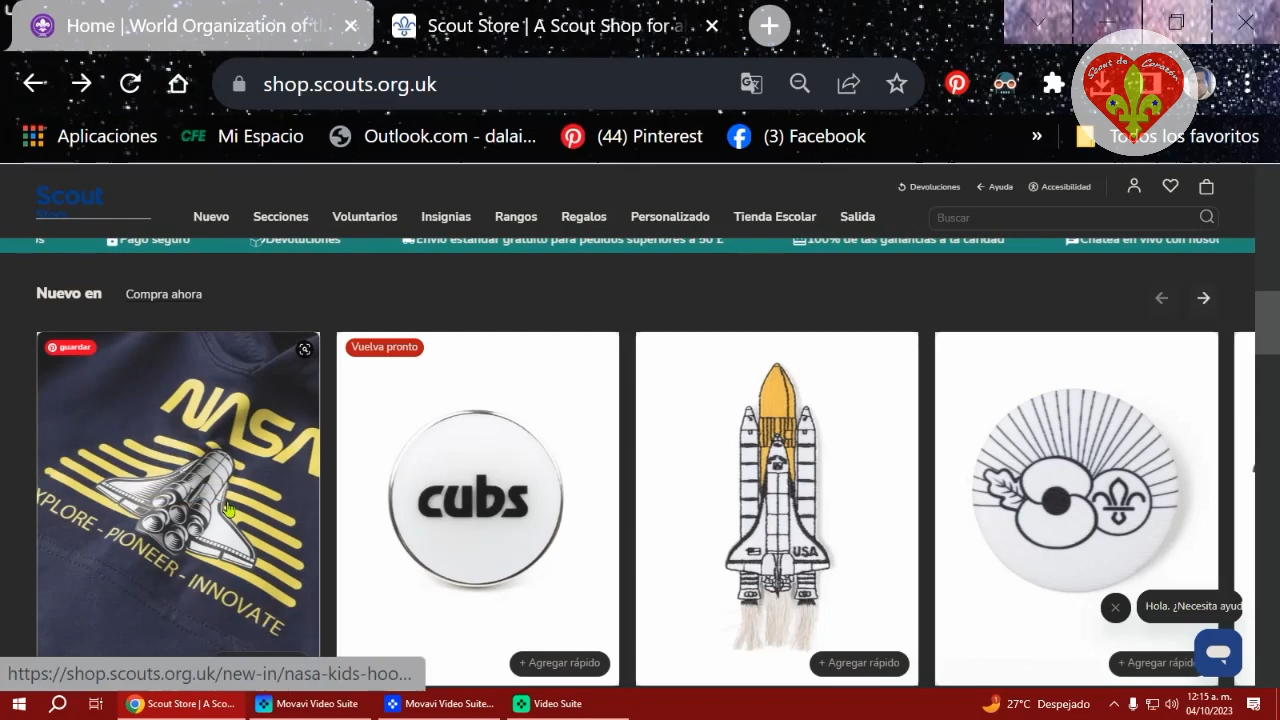 Home | World Organization of t
Scout Store | A Scout Shop for a
shop.scouts.org.uk
Scout de Corazón
Aplicaciones
CFE Mi Espacio
Outlook.com - dalai...
(44) Pinterest
(3) Facebook
»
Todos los favoritos
Scout
Store
Devoluciones
Ayuda
Accesibilidad
Nuevo Secciones Voluntarios Insignias Rangos Regalos Personalizado Tienda Escolar Salida
Buscar
Pago seguro
Devoluciones
Envío estándar gratuito para pedidos superiores a 50 £
100% de las ganancias a la caridad
Chatea en vivo con nosot
Nuevo en Compra ahora
guardar
NASA
EXPLORE - PIONEER - INNOVATE
Vuelva pronto
cubs
USA
+ Agregar rápido
+ Agregar rápido
+ Agregar rápido
Hola. ¿Necesita ayud
https://shop.scouts.org.uk/new-in/nasa-kids-hoo...
Scout Store | A Sco...
Movavi Video Suite
Movavi Video Suite...
Video Suite
27°C Despejado
12:15 a. m.
04/10/2023